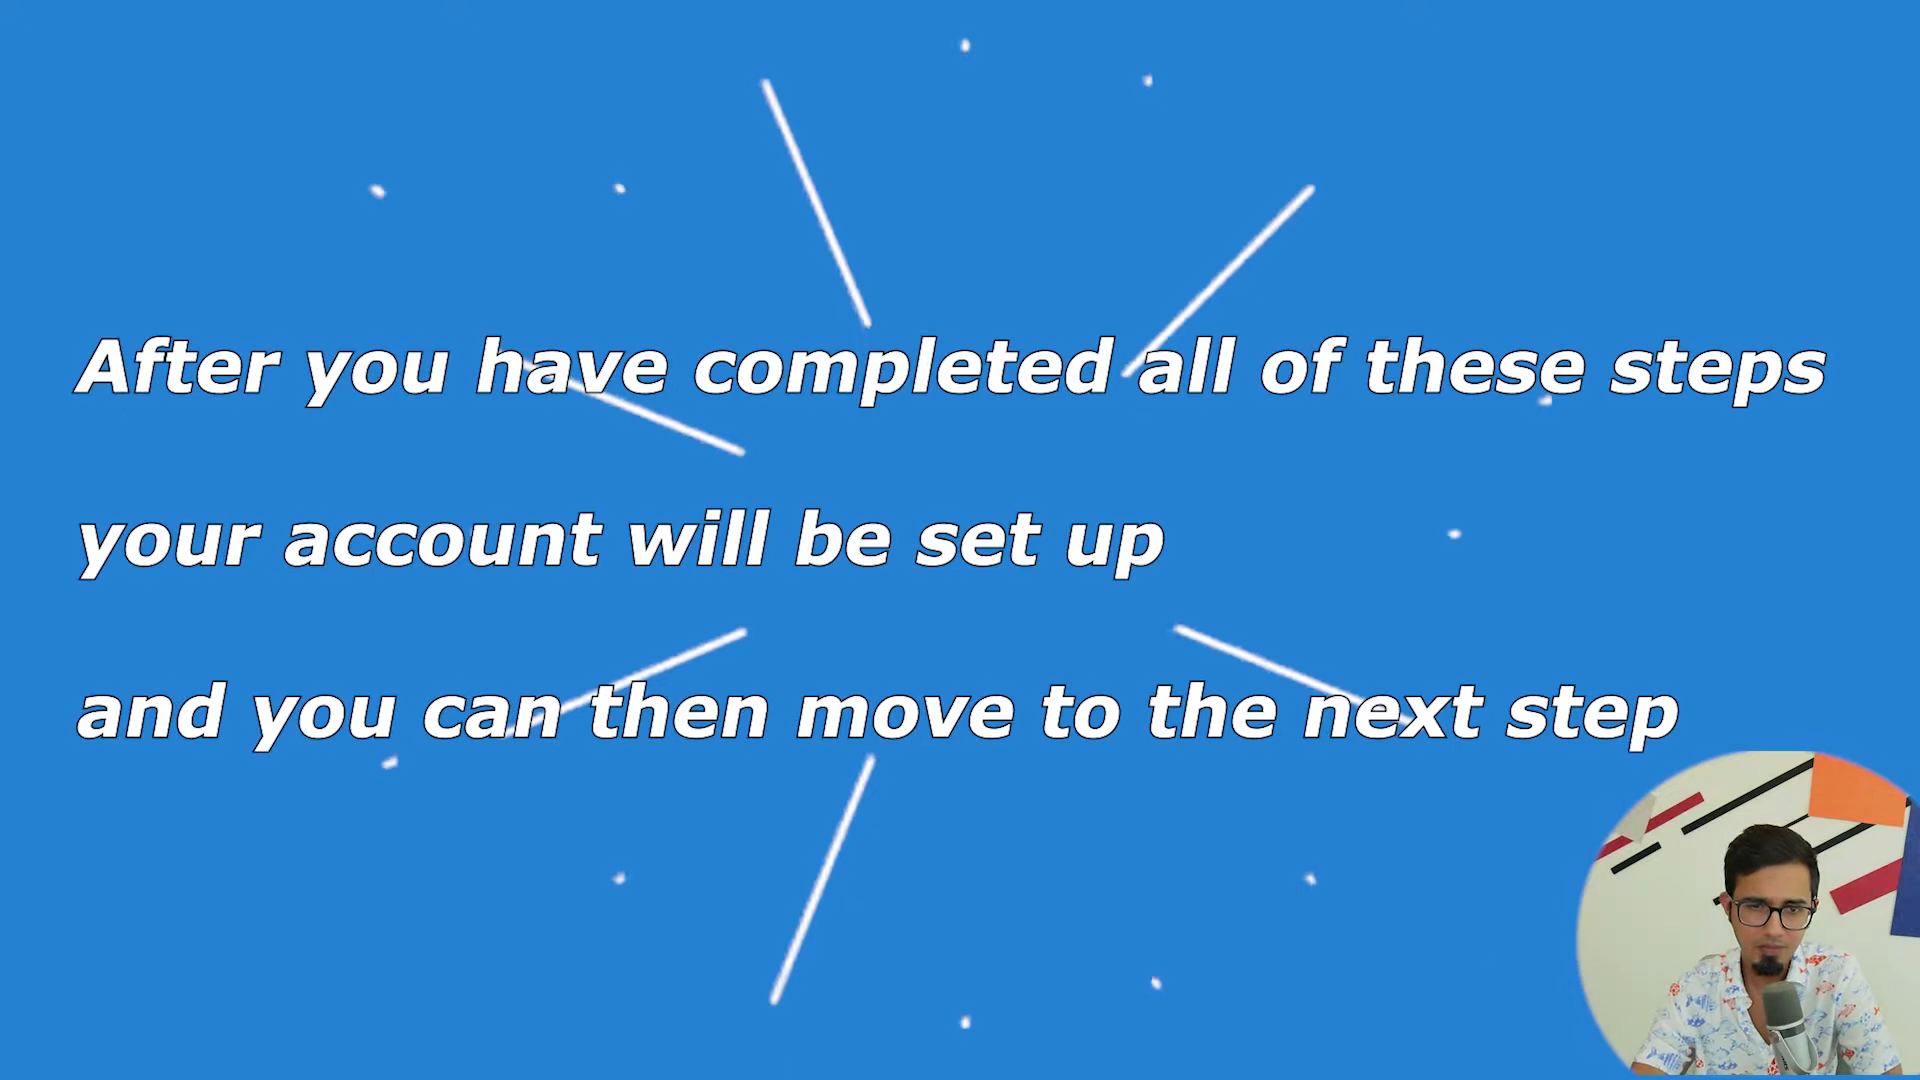 After you have completed all of these steps
your account will be set up
and you can then move to the next step